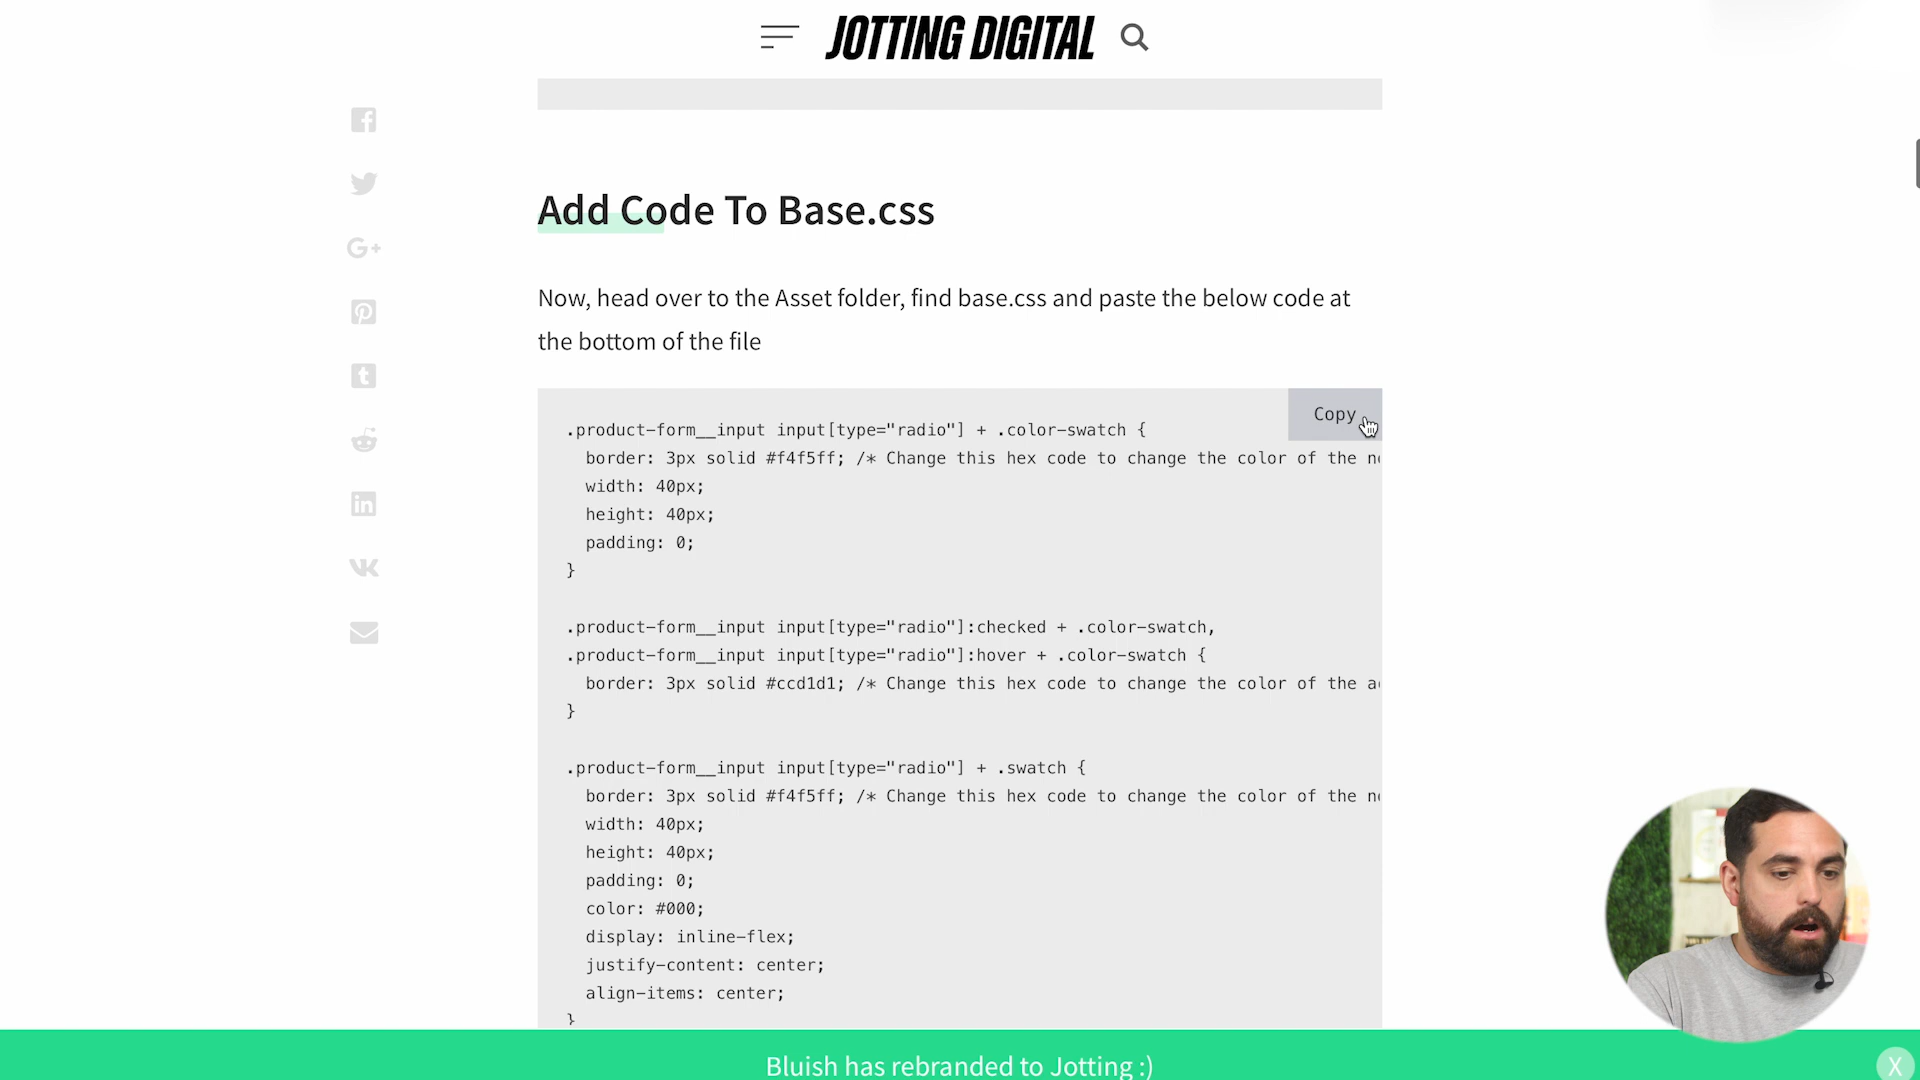 JOTTING DIGITAL
Add Code To Base.css
Now, head over to the Asset folder, find base.css and paste the below code at
the bottom of the file
Copy
.product-form__input input[type="radio"] + .color-swatch {
border: 3px solid #f4f5ff; /* Change this hex code to change the color of the
width: 40px;
height: 40px;
padding: 0;
}
.product-form__input input[type="radio"]:checked + .color-swatch,
.product-form__input input[type="radio"]:hover + .color-swatch {
border: 3px solid #ccd1d1; /* Change this hex code to change the color of the
}
.product-form__input input[type="radio"] + .swatch {
border: 3px solid #f4f5ff; /* Change this hex code to change the color of the
width: 40px;
height: 40px;
padding: 0;
color: #000;
display: inline-flex;
justify-content: center;
align-items: center;
}
Bluish has rebranded to Jotting :)
X